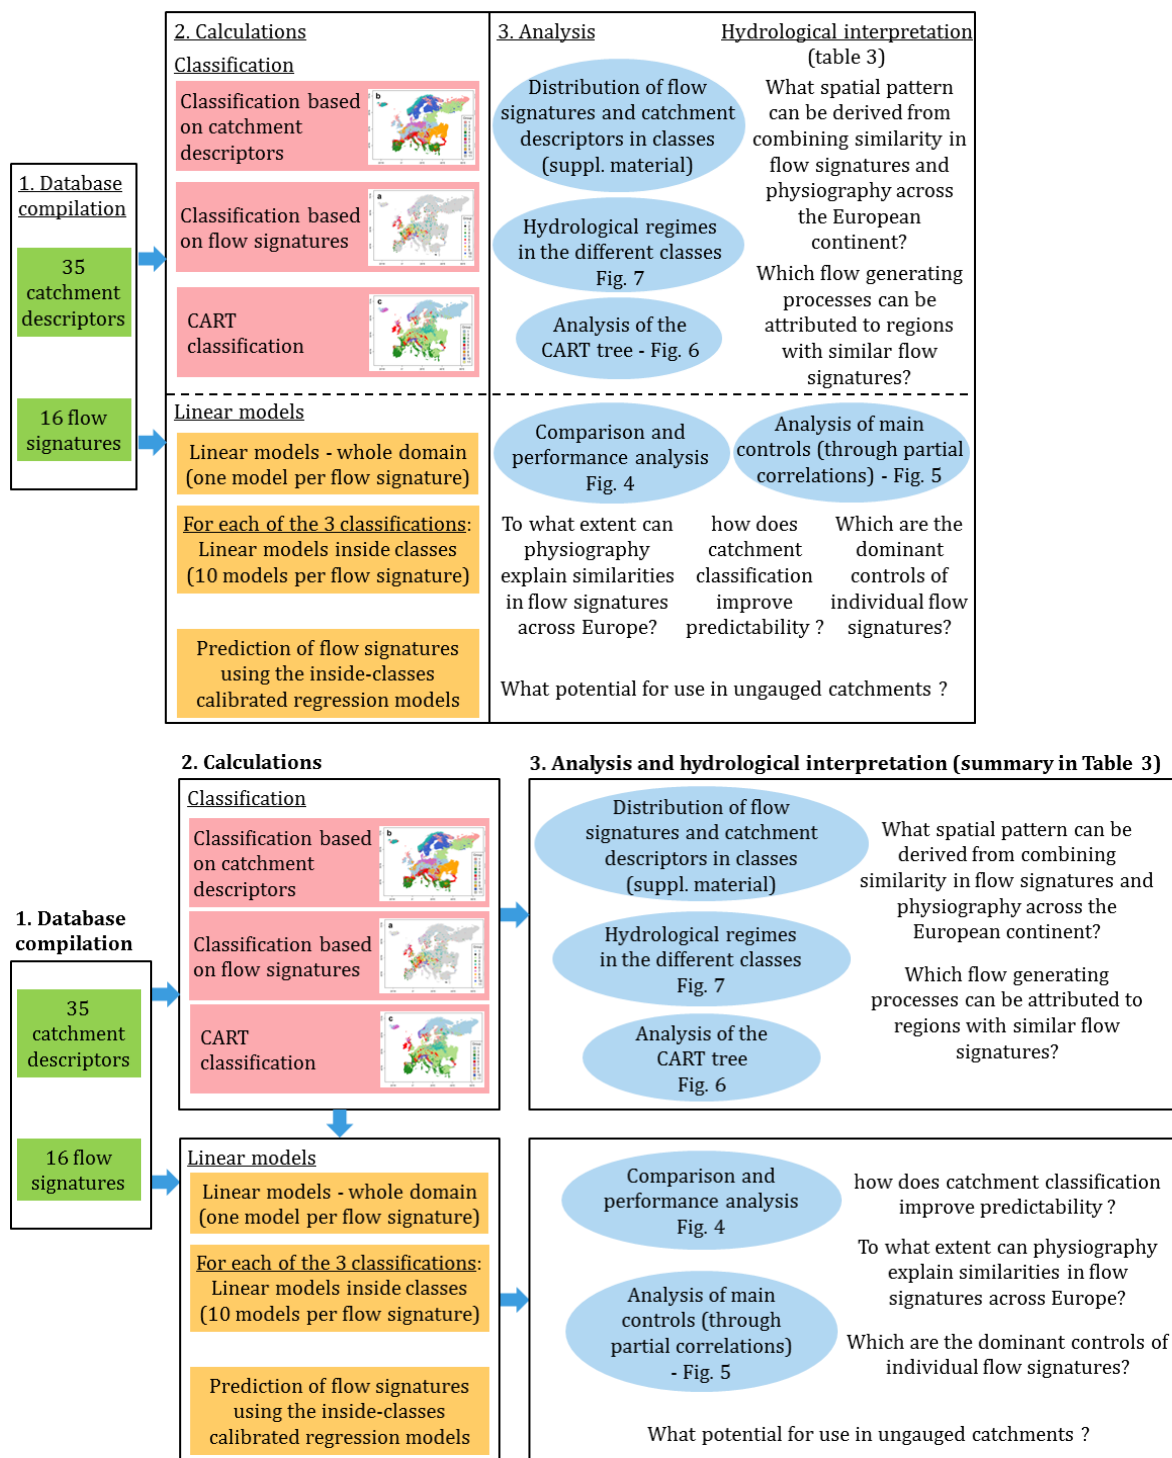 1. Database
compilation
35
catchment
descriptors
16 flow
signatures
2. Calculations
Classification
Classification based
on catchment
descriptors
b
Classification based
on flow signatures
a
CART
classification
c
Linear models
Linear models - whole domain
(one model per flow signature)
For each of the 3 classifications:
Linear models inside classes
(10 models per flow signature)
Prediction of flow signatures
using the inside-classes
calibrated regression models
3. Analysis
Distribution of flow
signatures and catchment
descriptors in classes
(suppl. material)
Hydrological regimes
in the different classes
Fig. 7
Analysis of the
CART tree - Fig. 6
Hydrological interpretation
(table 3)
What spatial pattern
can be derived from
combining similarity in
flow signatures and
physiography across
the European
continent?
Which flow generating
processes can be
attributed to regions
with similar flow
signatures?
Comparison and
performance analysis
Fig. 4
Analysis of main
controls (through partial
correlations) - Fig. 5
To what extent can
physiography
explain similarities
in flow signatures
across Europe?
how does
catchment
classification
improve
predictability ?
Which are the
dominant
controls of
individual flow
signatures?
What potential for use in ungauged catchments ?
1. Database
compilation
35
catchment
descriptors
16 flow
signatures
2. Calculations
Classification
Classification based
on catchment
descriptors
b
Classification based
on flow signatures
a
CART
classification
c
Linear models
Linear models - whole domain
(one model per flow signature)
For each of the 3 classifications:
Linear models inside classes
(10 models per flow signature)
Prediction of flow signatures
using the inside-classes
calibrated regression models
3. Analysis and hydrological interpretation (summary in Table 3)
Distribution of flow
signatures and catchment
descriptors in classes
(suppl. material)
Hydrological regimes
in the different classes
Fig. 7
Analysis of the
CART tree
Fig. 6
What spatial pattern can be
derived from combining
similarity in flow signatures and
physiography across the
European continent?
Which flow generating
processes can be attributed to
regions with similar flow
signatures?
Comparison and
performance analysis
Fig. 4
Analysis of main
controls (through
partial correlations)
- Fig. 5
how does catchment classification
improve predictability ?
To what extent can physiography
explain similarities in flow
signatures across Europe?
Which are the dominant controls of
individual flow signatures?
What potential for use in ungauged catchments ?